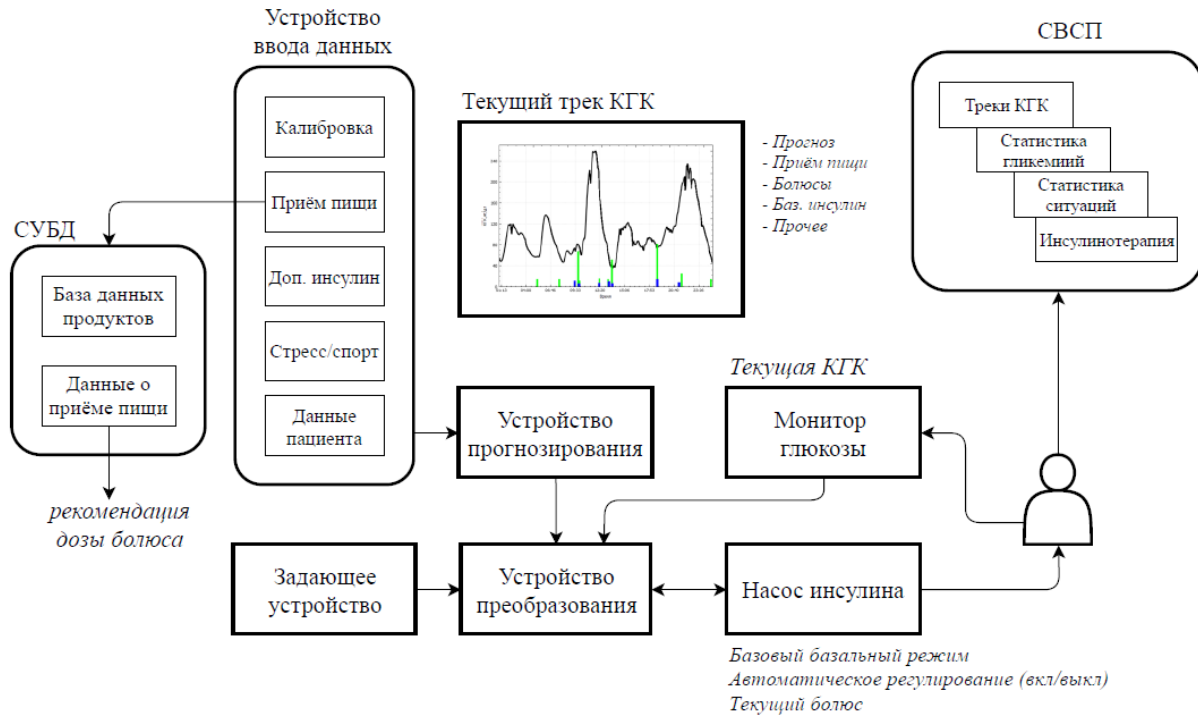 Устройство
ввода данных
Калибровка
Приём пищи
Доп. инсулин
Стресс/спорт
Данные
пациента
СУБД
База данных
продуктов
Данные о
приёме пищи
рекомендация
дозы болюса
Текущий трек КГК
- Прогноз
- Приём пищи
- Болюсы
- Баз. инсулин
- Прочее
СВСП
Треки КГК
Статистика
гликемиий
Статистика
ситуаций
Инсулинотерапия
Устройство
прогнозирования
Текущая КГК
Монитор
глюкозы
Задающее
устройство
Устройство
преобразования
Насос инсулина
Базовый базальный режим
Автоматическое регулирование (вкл/выкл)
Текущий болюс